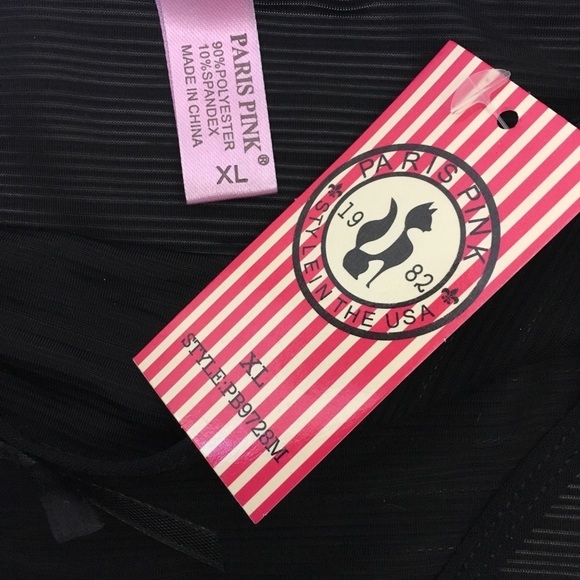 PARIS PINK®
90%POLYESTER
10%SPANDEX
MADE IN CHINA
XL
PARIS PINK
19
82
STYLE IN THE USA
XL
STYLE:PB9728M